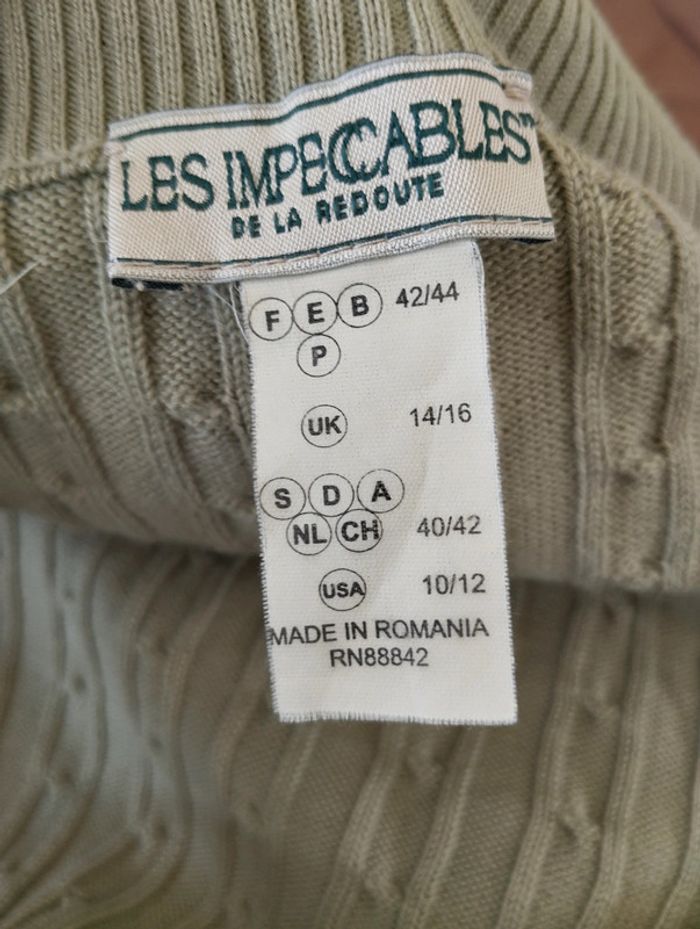 LES IMPECCABLES™
DE LA REDOUTE
F E B 42/44
P
UK 14/16
S D A
NL CH 40/42
USA 10/12
MADE IN ROMANIA
RN88842